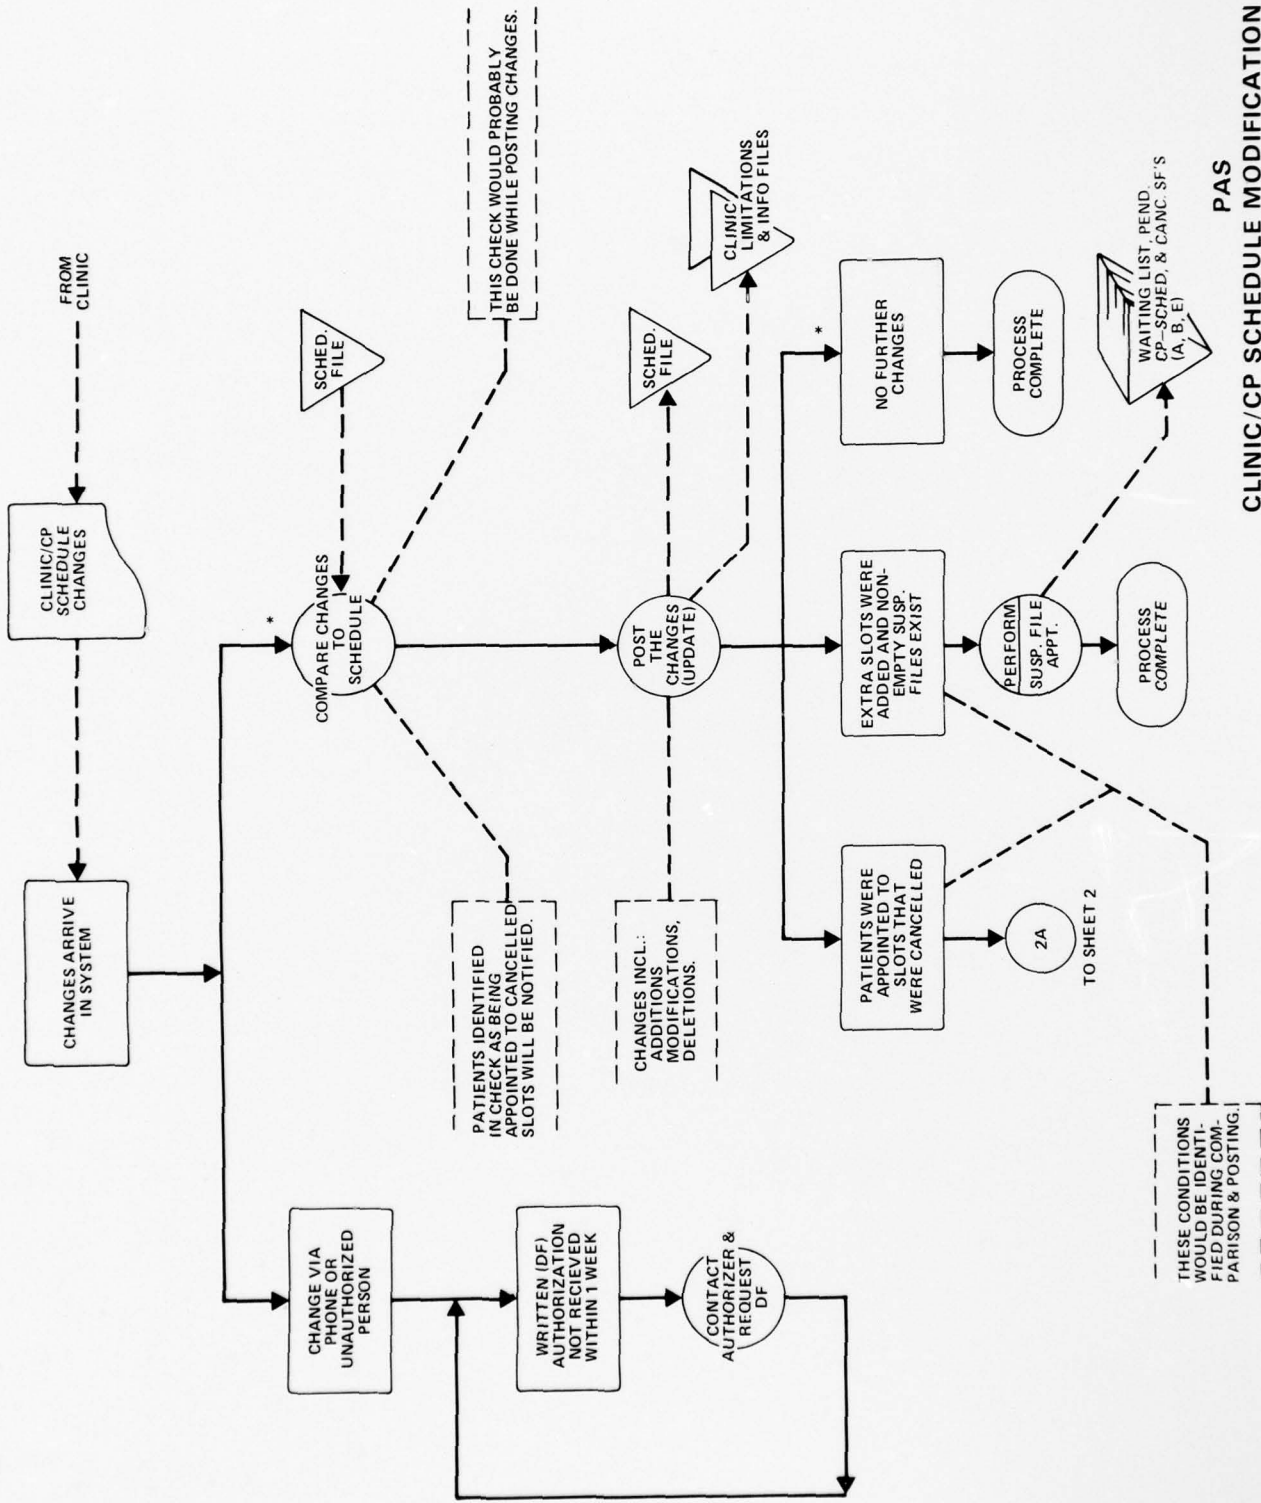 FROM
CLINIC
CLINIC/CP
SCHEDULE
CHANGES
CHANGES ARRIVE
IN SYSTEM
*
COMPARE CHANGES
TO
SCHEDULE
SCHED.
FILE
THIS CHECK WOULD PROBABLY
BE DONE WHILE POSTING CHANGES.
PATIENTS IDENTIFIED
IN CHECK AS BEING
APPOINTED TO CANCELLED
SLOTS WILL BE NOTIFIED.
CHANGE VIA
PHONE OR
UNAUTHORIZED
PERSON
WRITTEN (DF)
AUTHORIZATION
NOT RECIEVED
WITHIN 1 WEEK
CONTACT
AUTHORIZER &
REQUEST
DF
POST
THE
CHANGES
(UPDATE)
CHANGES INCL.:
ADDITIONS
MODIFICATIONS,
DELETIONS.
SCHED.
FILE
CLINIC
LIMITATIONS
& INFO FILES
PATIENTS WERE
APPOINTED TO
SLOTS THAT
WERE CANCELLED
2A
TO SHEET 2
EXTRA SLOTS WERE
ADDED AND NON-
EMPTY SUSP.
FILES EXIST
PERFORM
SUSP. FILE
APPT.
PROCESS
COMPLETE
*
NO FURTHER
CHANGES
PROCESS
COMPLETE
WAITING LIST, PEND.
CP-SCHED, & CANC. SF'S
(A, B, E)
THESE CONDITIONS
WOULD BE IDENTI-
FIED DURING COM-
PARISON & POSTING.
PAS
CLINIC/CP SCHEDULE MODIFICATION